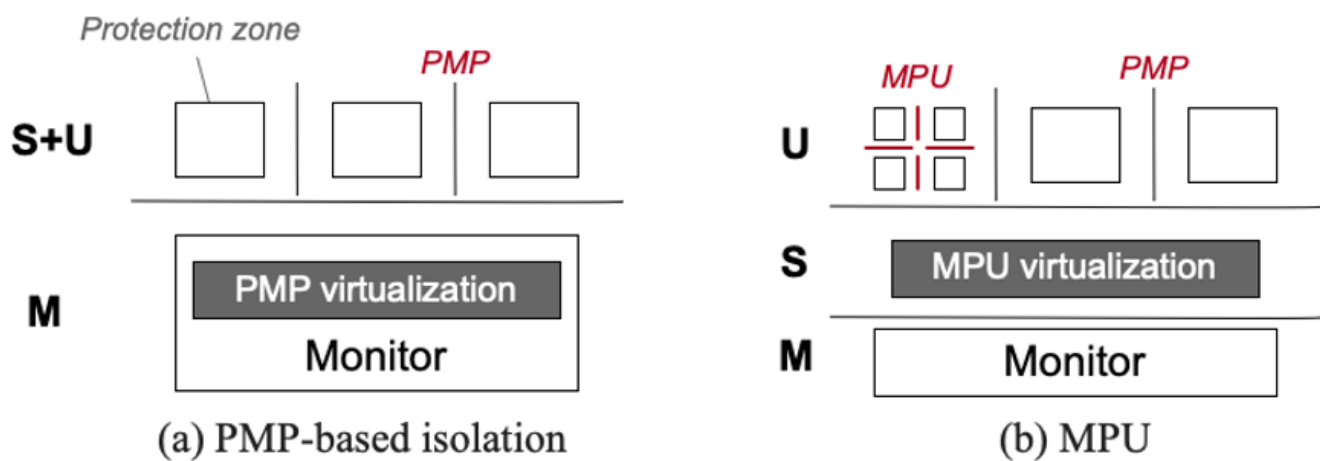 Protection zone
PMP
S+U
M
PMP virtualization
Monitor
(a) PMP-based isolation
MPU
PMP
U
S
MPU virtualization
M
Monitor
(b) MPU